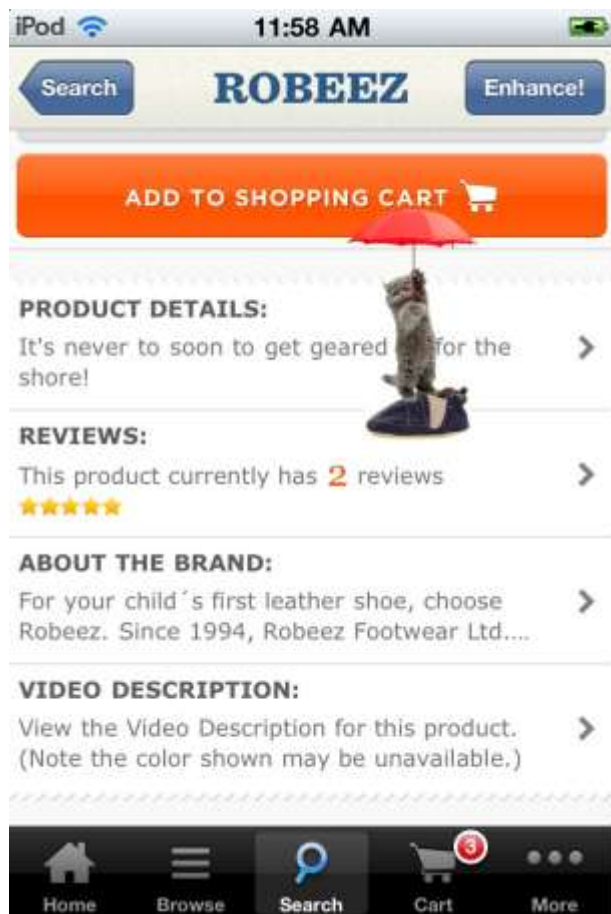 iPod 11:58 AM
Search ROBEEZ Enhance!
ADD TO SHOPPING CART
PRODUCT DETAILS:
It's never to soon to get geared for the
shore!
REVIEWS:
This product currently has 2 reviews
ABOUT THE BRAND:
For your child´s first leather shoe, choose
Robeez. Since 1994, Robeez Footwear Ltd....
VIDEO DESCRIPTION:
View the Video Description for this product.
(Note the color shown may be unavailable.)
3
Home Browse Search Cart More